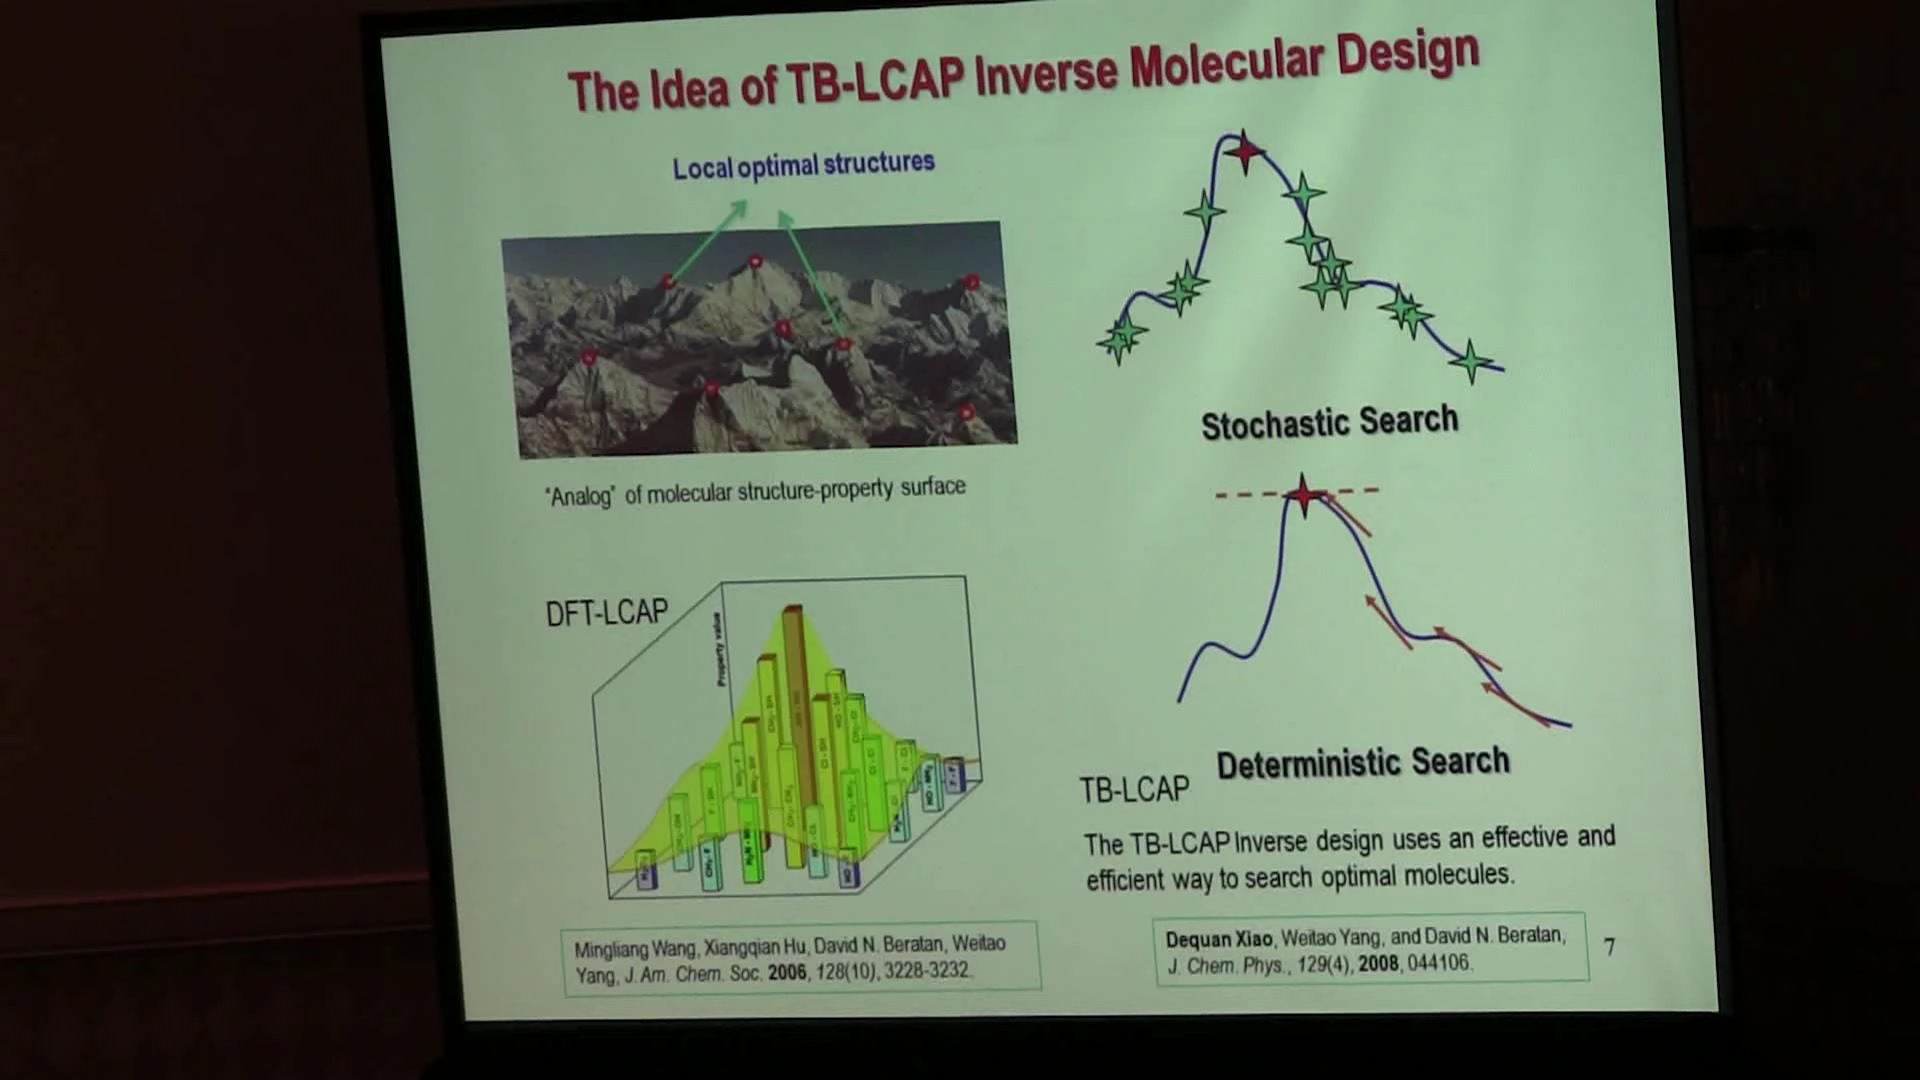 The Idea of TB-LCAP Inverse Molecular Design
Local optimal structures
"Analog" of molecular structure-property surface
Stochastic Search
DFT-LCAP
Property value
Deterministic Search
TB-LCAP
The TB-LCAP Inverse design uses an effective and
efficient way to search optimal molecules.
Mingliang Wang, Xiangqian Hu, David N. Beratan, Weitao
Yang, J. Am. Chem. Soc. 2006, 128(10), 3228-3232.
Dequan Xiao, Weitao Yang, and David N. Beratan,
J. Chem. Phys., 129(4), 2008, 044106.
7